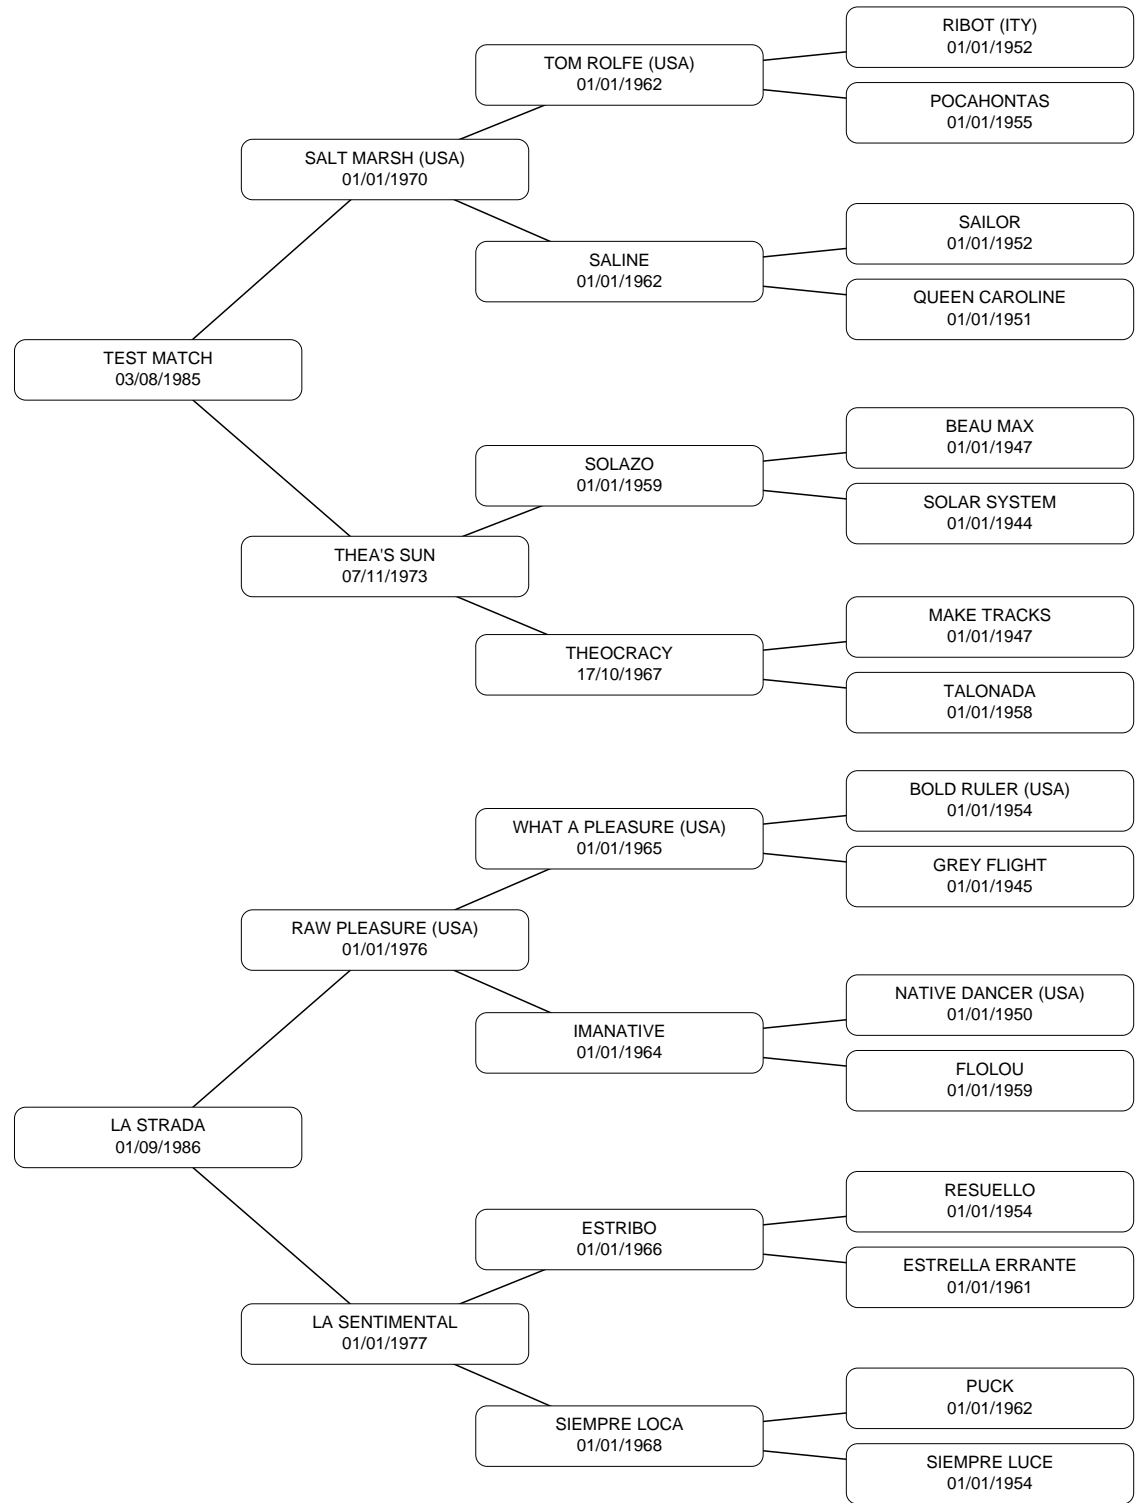 RIBOT (ITY)
01/01/1952
TOM ROLFE (USA)
01/01/1962
POCAHONTAS
01/01/1955
SALT MARSH (USA)
01/01/1970
SAILOR
01/01/1952
SALINE
01/01/1962
QUEEN CAROLINE
01/01/1951
TEST MATCH
03/08/1985
BEAU MAX
01/01/1947
SOLAZO
01/01/1959
SOLAR SYSTEM
01/01/1944
THEA'S SUN
07/11/1973
MAKE TRACKS
01/01/1947
THEOCRACY
17/10/1967
TALONADA
01/01/1958
BOLD RULER (USA)
01/01/1954
WHAT A PLEASURE (USA)
01/01/1965
GREY FLIGHT
01/01/1945
RAW PLEASURE (USA)
01/01/1976
NATIVE DANCER (USA)
01/01/1950
IMANATIVE
01/01/1964
FLOLOU
01/01/1959
LA STRADA
01/09/1986
RESUELLO
01/01/1954
ESTRIBO
01/01/1966
ESTRELLA ERRANTE
01/01/1961
LA SENTIMENTAL
01/01/1977
PUCK
01/01/1962
SIEMPRE LOCA
01/01/1968
SIEMPRE LUCE
01/01/1954